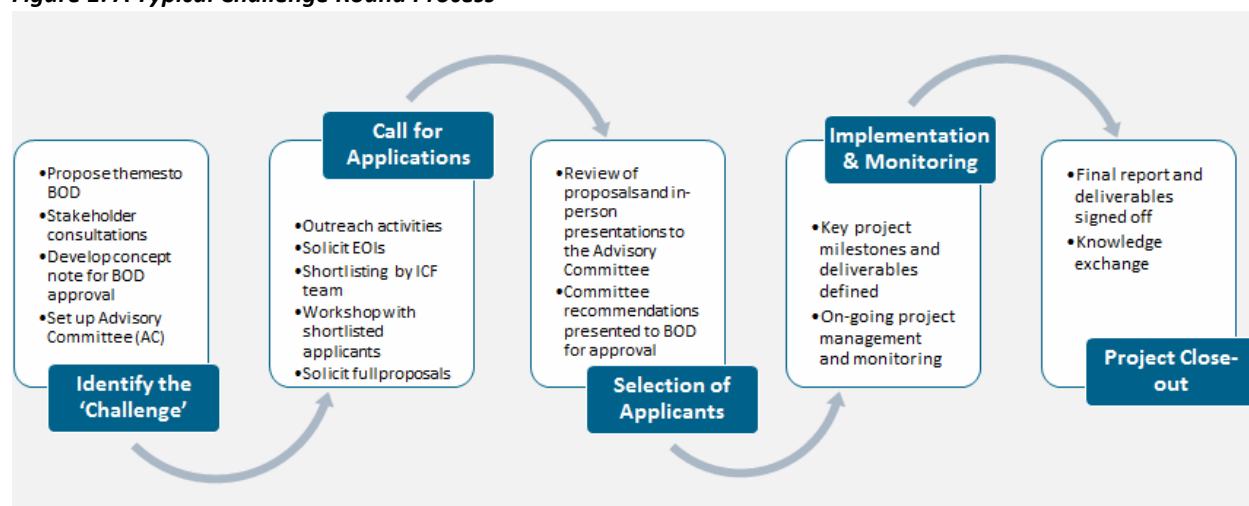 Figure A Typical Challenge Round Process
•Propose themes to
BOD
•Stakeholder
consultations
•Develop concept
note for BOD
approval
•Set up Advisory
Committee (AC)
Identify the
‘Challenge’
Call for
Applications
•Outreach activities
•Solicit EOIs
•Shortlisting by ICF
team
•Workshop with
shortlisted
applicants
•Solicit full proposals
•Review of
proposals and in-
person
presentations to
the Advisory
Committee
•Committee
recommendations
presented to BOD
for approval
Selection of
Applicants
Implementation
& Monitoring
•Key project
milestones and
deliverables
defined
•On-going project
management
and monitoring
•Final report and
deliverables
signed off
•Knowledge
exchange
Project Close-
out